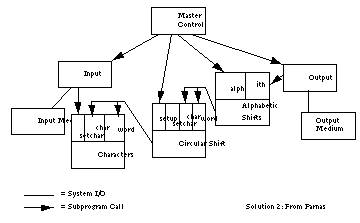 Master
Control
Input
Output
alph
ith
Alphabetic
Shifts
Input Me
char
setchar
word
Characters
setup
char
word
Circular Shift
Output
Medium
= System I/O
= Subprogram Call
Solution 2: From Parnas